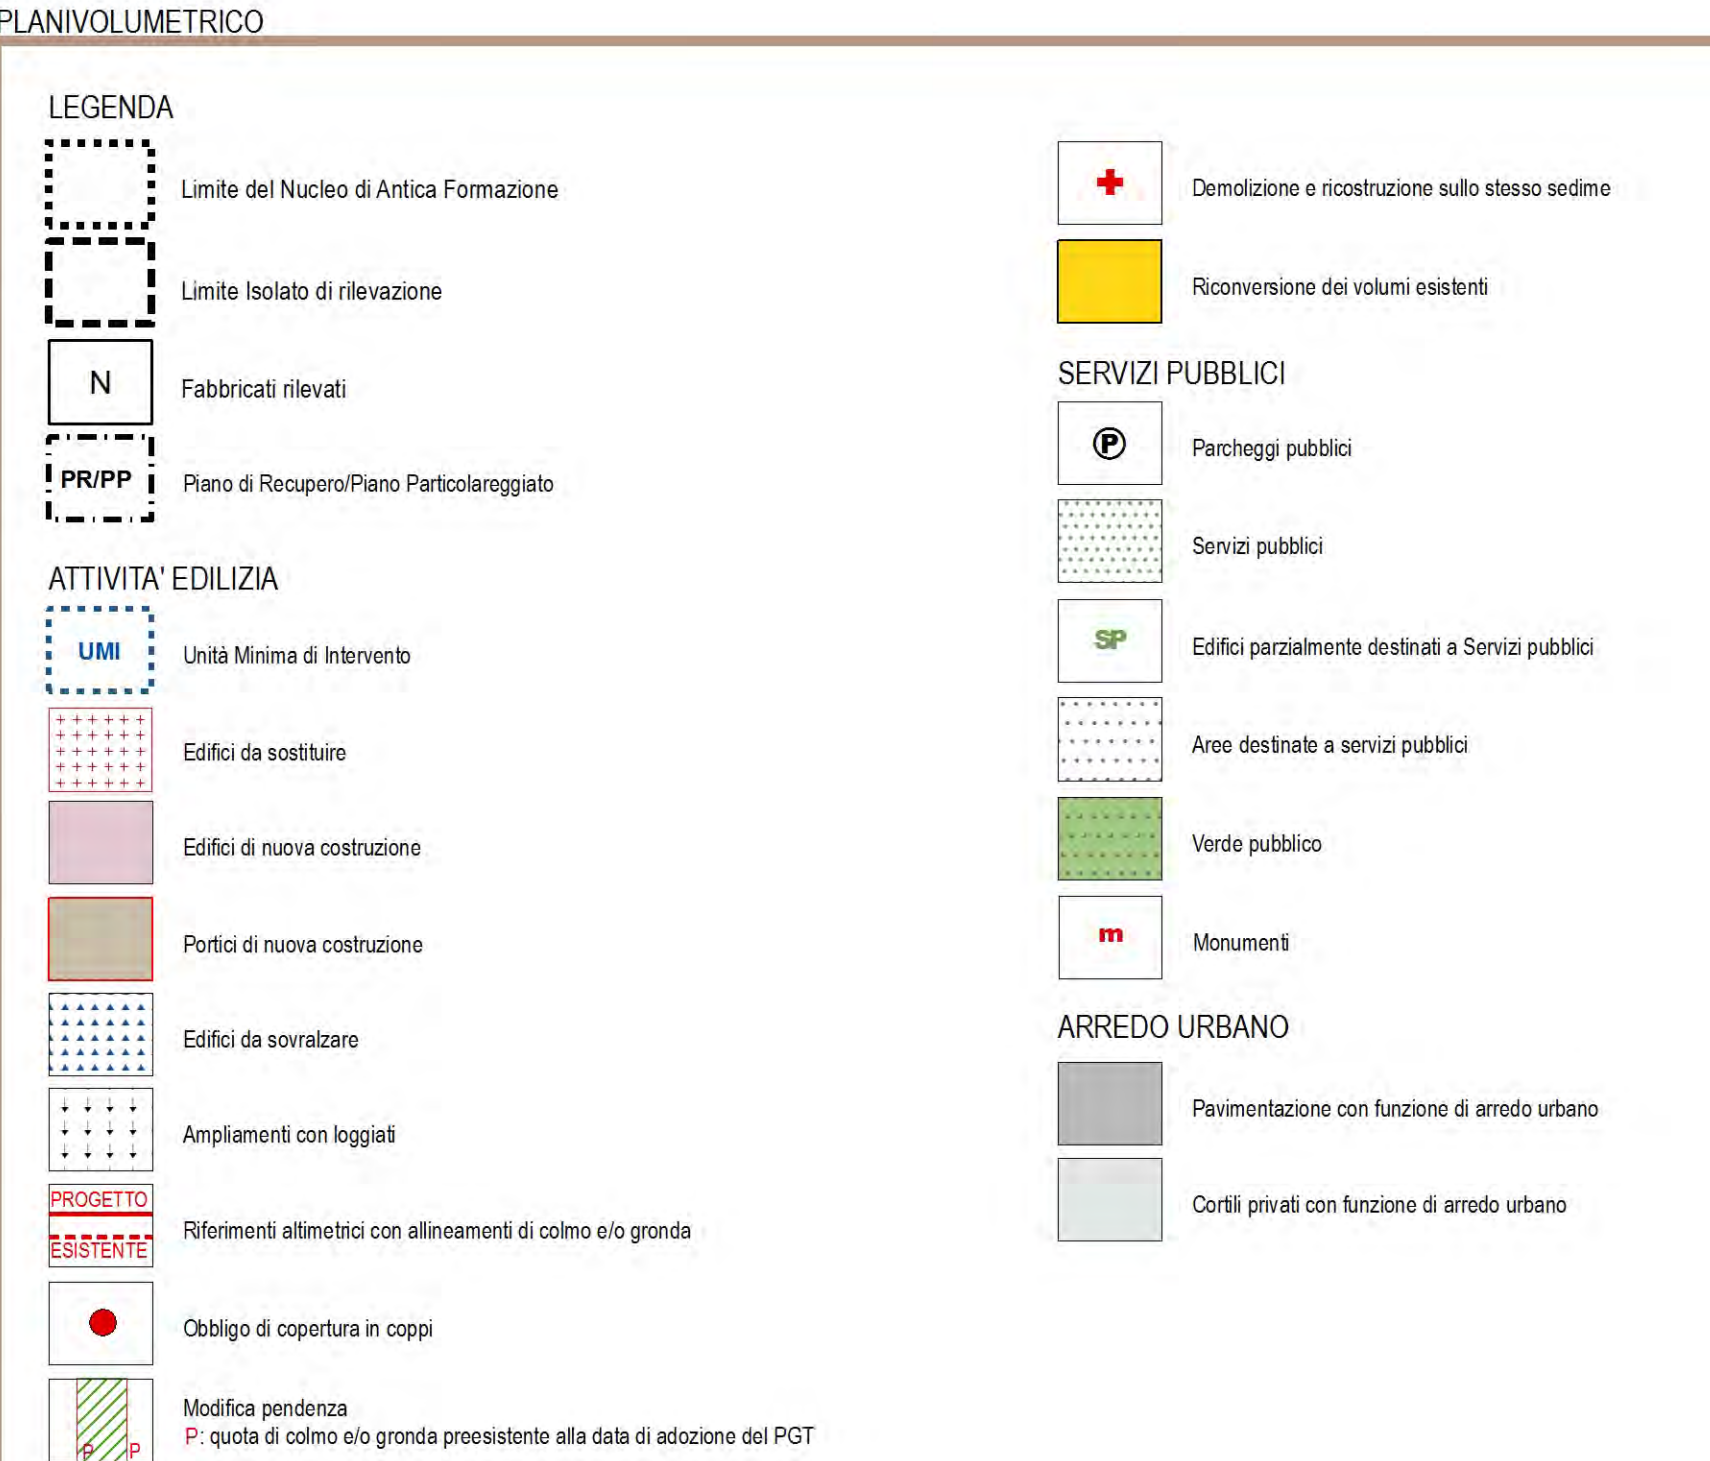 PLANIVOLUMETRICO
LEGENDA
Limite del Nucleo di Antica Formazione
Limite Isolato di rilevazione
N
Fabbricati rilevati
PR/PP
Piano di Recupero/Piano Particolareggiato
ATTIVITA' EDILIZIA
UMI
Unità Minima di Intervento
Edifici da sostituire
Edifici di nuova costruzione
Portici di nuova costruzione
Edifici da sovralzare
Ampliamenti con loggiati
PROGETTO
ESISTENTE
Riferimenti altimetrici con allineamenti di colmo e/o gronda
Obbligo di copertura in coppi
P P
Modifica pendenza
P: quota di colmo e/o gronda preesistente alla data di adozione del PGT
Demolizione e ricostruzione sullo stesso sedime
Riconversione dei volumi esistenti
SERVIZI PUBBLICI
P
Parcheggi pubblici
Servizi pubblici
SP
Edifici parzialmente destinati a Servizi pubblici
Aree destinate a servizi pubblici
Verde pubblico
m
Monumenti
ARREDO URBANO
Pavimentazione con funzione di arredo urbano
Cortili privati con funzione di arredo urbano